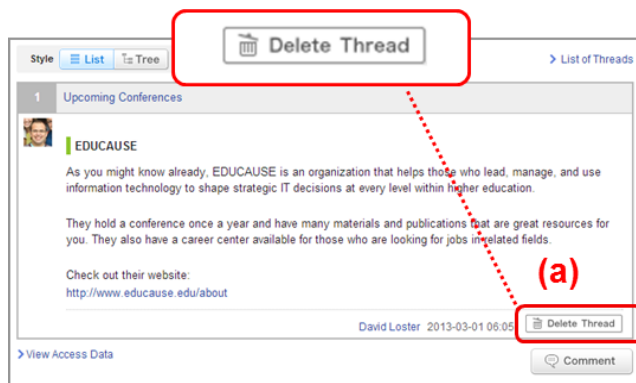 Delete Thread
Style List Tree
List of Threads
1 Upcoming Conferences
EDUCAUSE
As you might know already, EDUCAUSE is an organization that helps those who lead, manage, and use
information technology to shape strategic IT decisions at every level within higher education.
They hold a conference once a year and have many materials and publications that are great resources for
you. They also have a career center available for those who are looking for jobs in related fields.
Check out their website:
http://www.educause.edu/about
(a)
David Loster 2013-03-01 06:05
Delete Thread
View Access Data
Comment